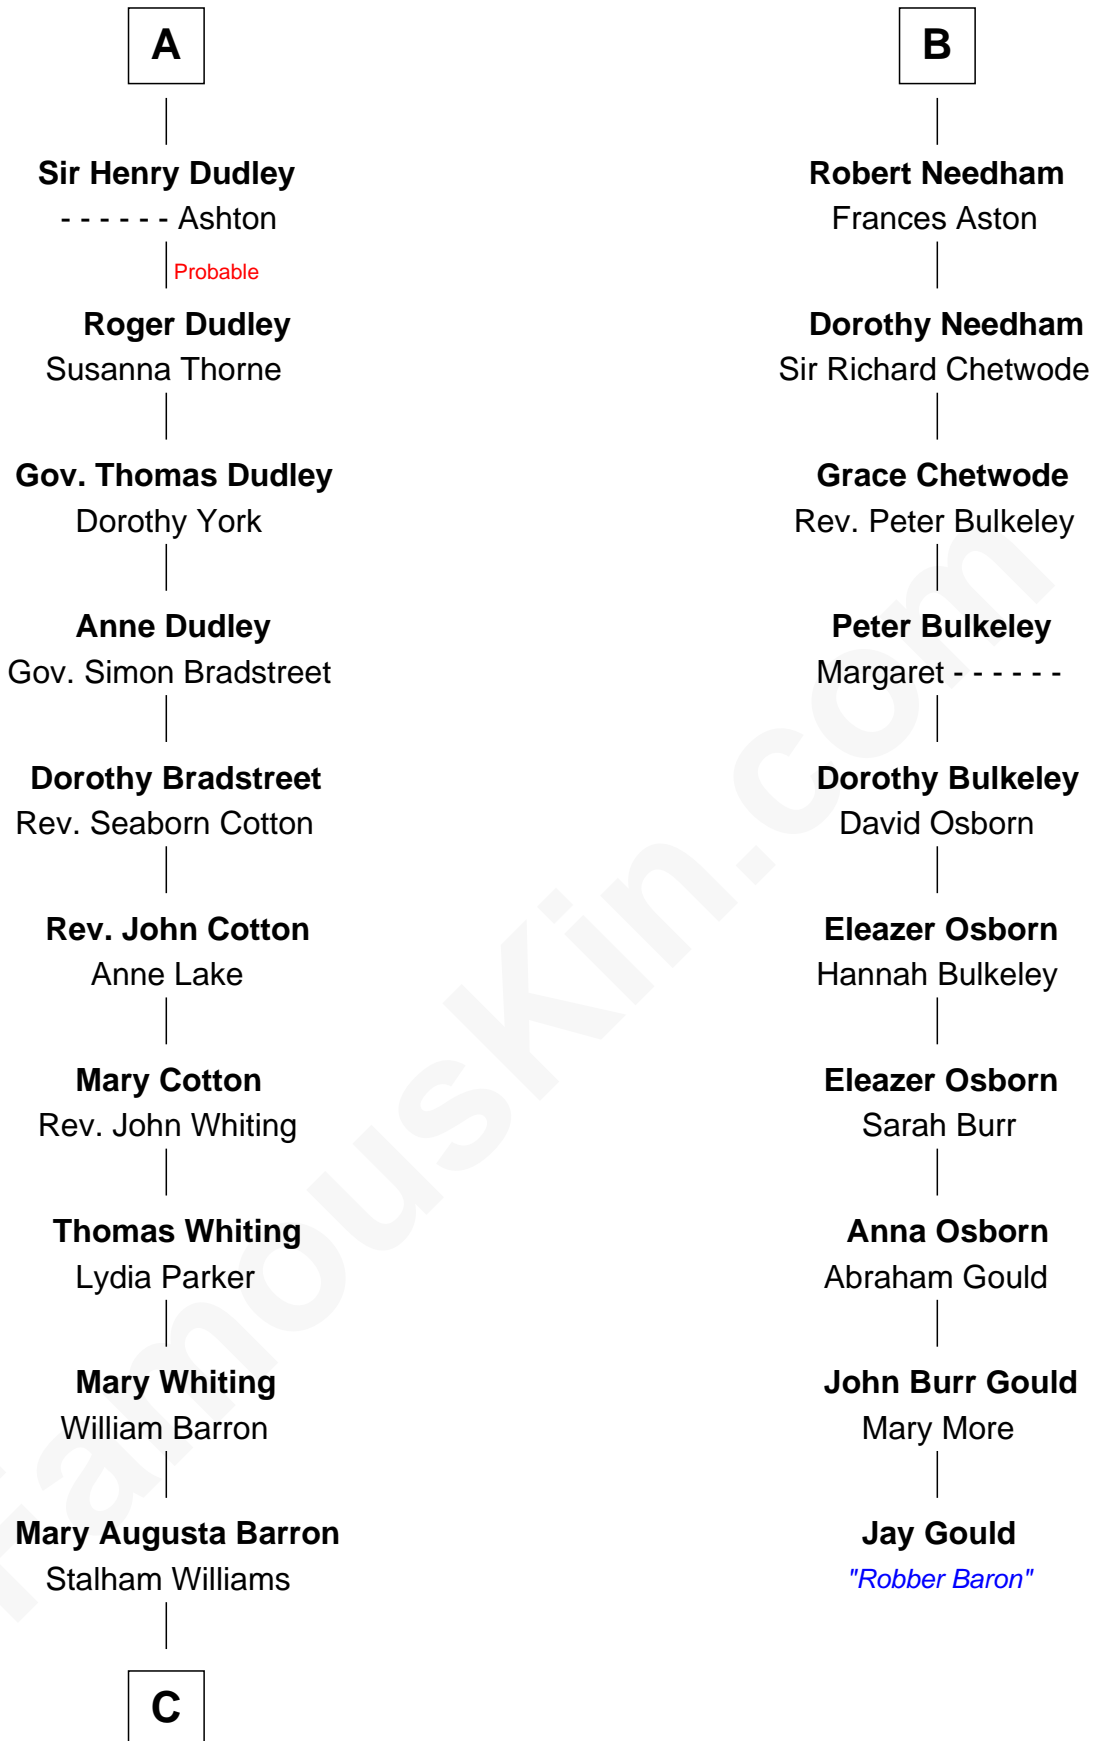 A
Sir Henry Dudley
- - - - - - Ashton
Probable
Roger Dudley
Susanna Thorne
Gov. Thomas Dudley
Dorothy York
Anne Dudley
Gov. Simon Bradstreet
Dorothy Bradstreet
Rev. Seaborn Cotton
Rev. John Cotton
Anne Lake
Mary Cotton
Rev. John Whiting
Thomas Whiting
Lydia Parker
Mary Whiting
William Barron
Mary Augusta Barron
Stalham Williams
C
B
Robert Needham
Frances Aston
Dorothy Needham
Sir Richard Chetwode
Grace Chetwode
Rev. Peter Bulkeley
Peter Bulkeley
Margaret - - - - - -
Dorothy Bulkeley
David Osborn
Eleazer Osborn
Hannah Bulkeley
Eleazer Osborn
Sarah Burr
Anna Osborn
Abraham Gould
John Burr Gould
Mary More
Jay Gould
"Robber Baron"
FamousKin.com